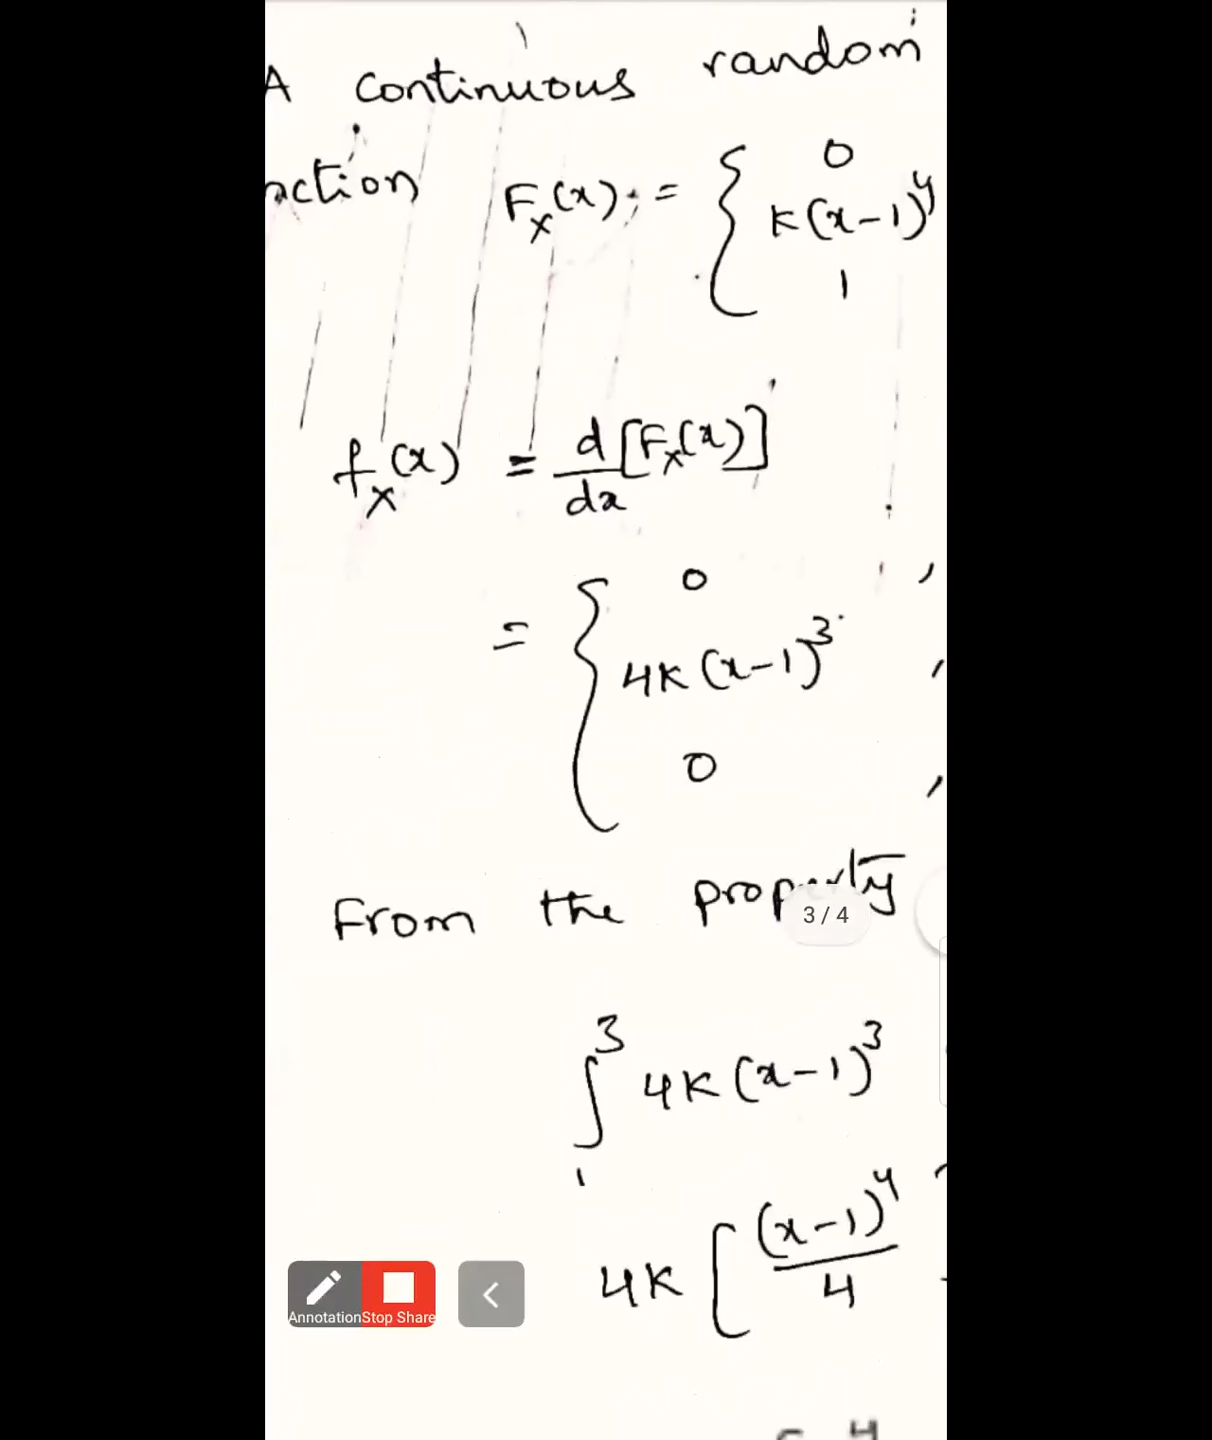 A continuous random
nction F_X(x) = { 0
k(x-1)^4
1
f_X(x) = d/dx [F_X(x)]
= { 0 ,
4k(x-1)^3 ,
0 ,
From the property
3 / 4
∫_1^3 4k(x-1)^3
4k [ (x-1)^4 / 4
Annotation Stop Share <